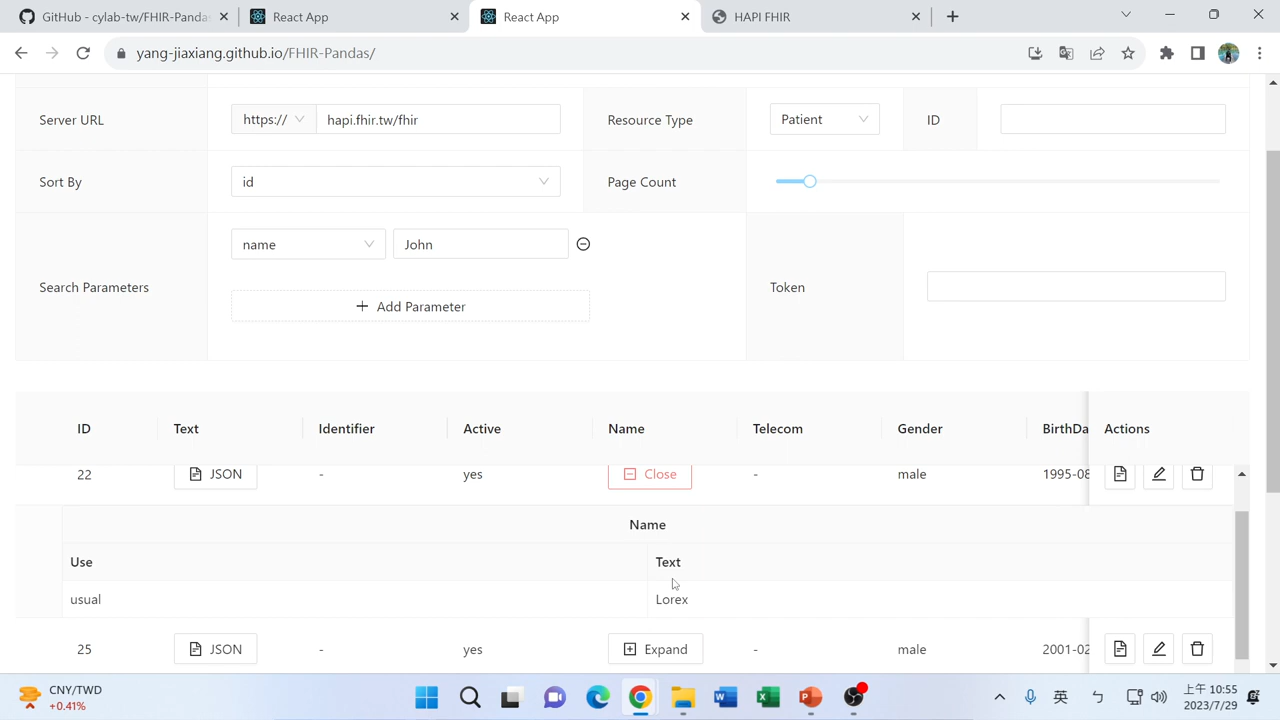 GitHub - cylab-tw/FHIR-Panda
React App
React App
HAPI FHIR
yang-jiaxiang.github.io/FHIR-Pandas/
Server URL
https://
hapi.fhir.tw/fhir
Resource Type
Patient
ID
Sort By
id
Page Count
Search Parameters
name
John
Add Parameter
Token
ID Text Identifier Active Name Telecom Gender BirthDa Actions
22 JSON - yes Close - male 1995-08
Name
Use Text
usual Lorex
25 JSON - yes Expand - male 2001-02
CNY/TWD
+0.41%
英
上午 10:55
2023/7/29